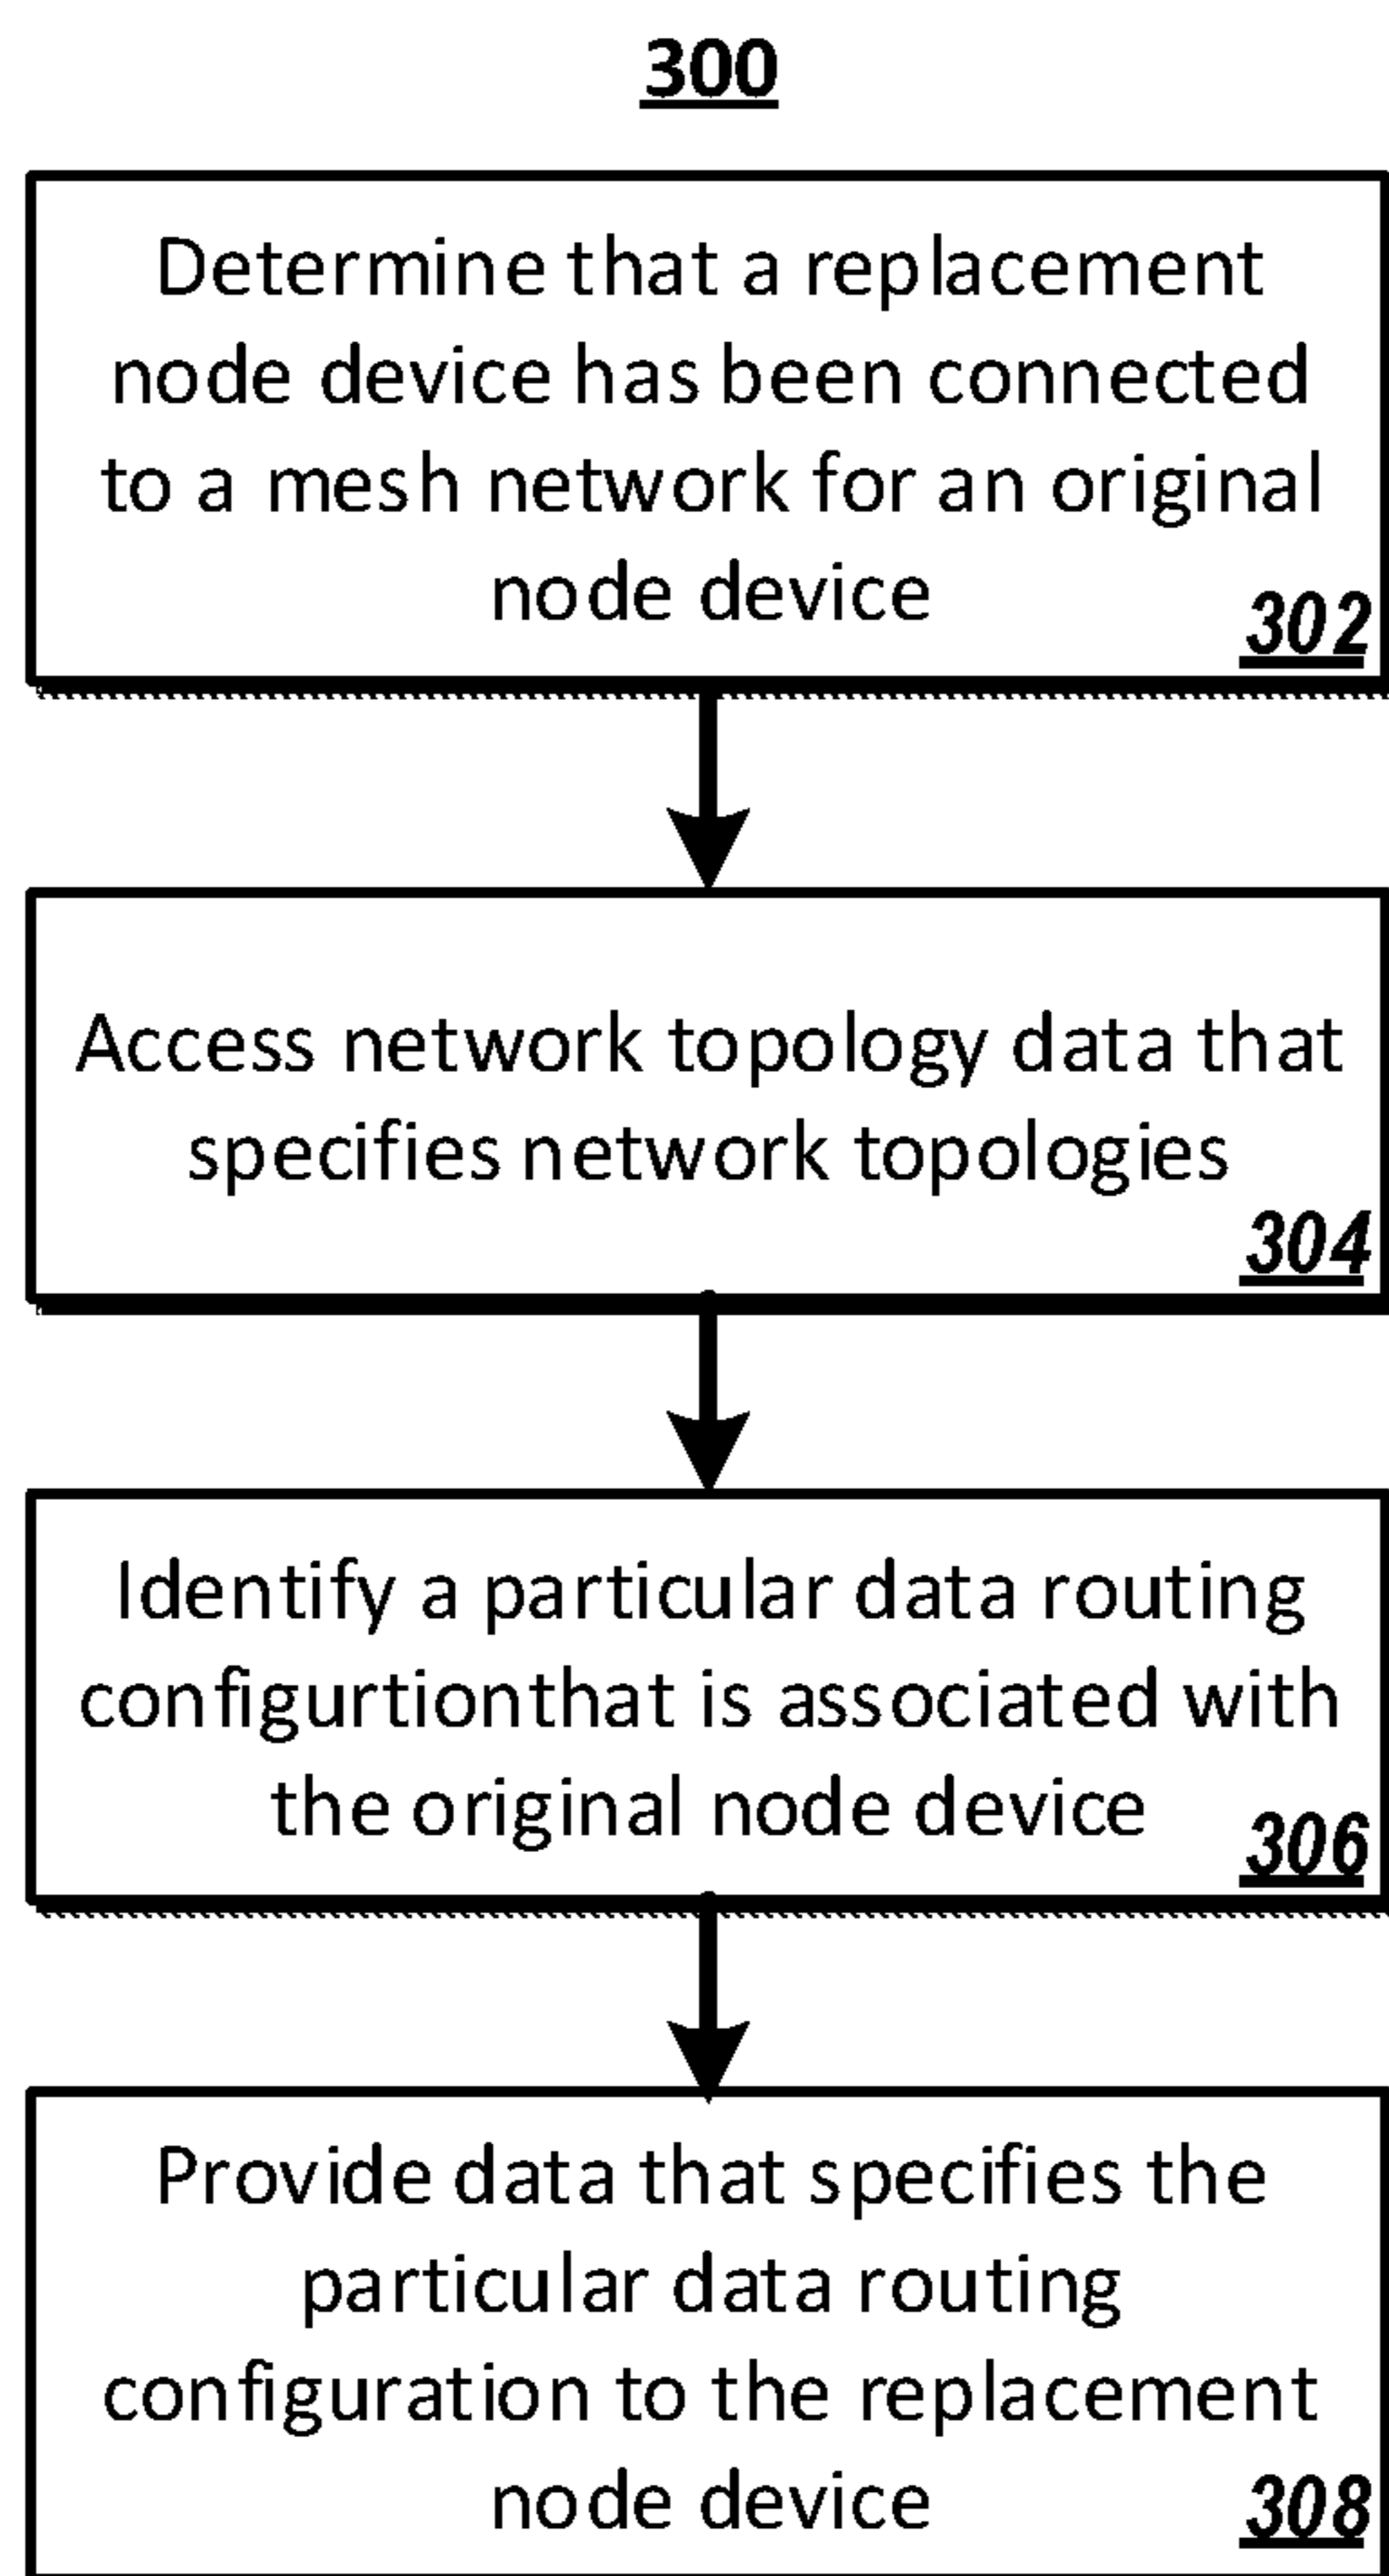 300
Determine that a replacement
node device has been connected
to a mesh network for an original
node device
302
Access network topology data that
specifies network topologies
304
Identify a particular data routing
configurtionthat is associated with
the original node device
306
Provide data that specifies the
particular data routing
configuration to the replacement
node device
308